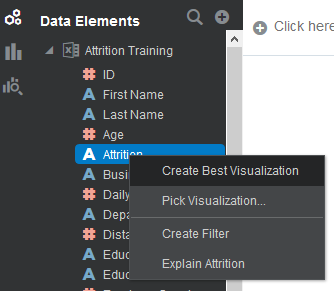 Data Elements
Click here
Attrition Training
ID
First Name
Last Name
Age
Attrition
Create Best Visualization
Busi
Pick Visualization...
Daily
Depa
Create Filter
Dista
Educ
Explain Attrition
Educ